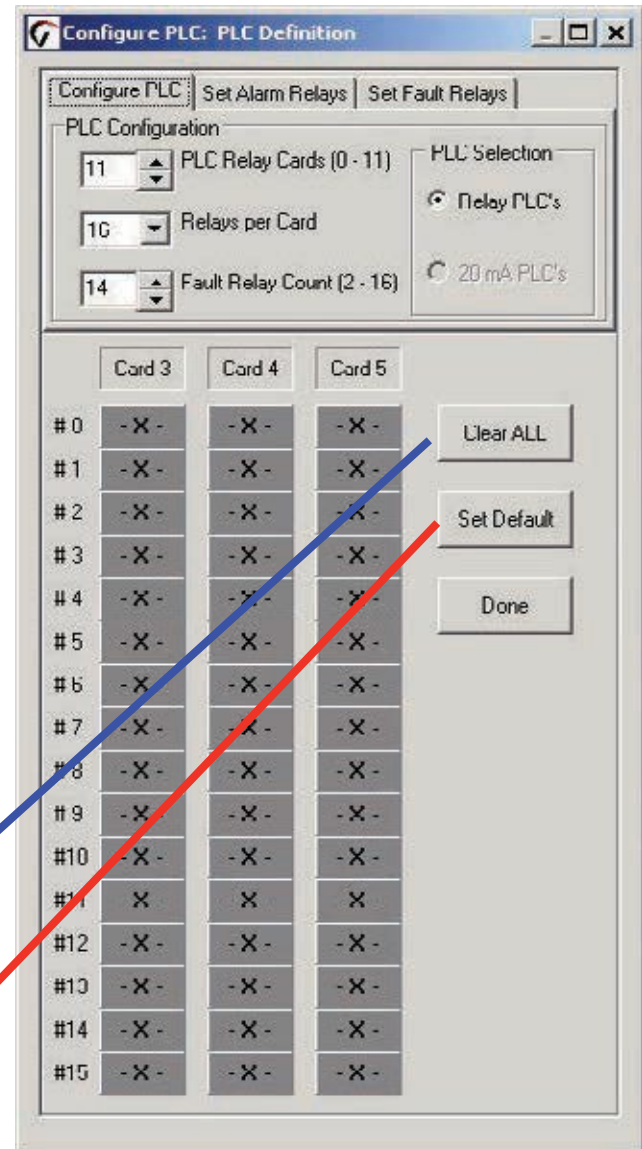 Configure PLC: PLC Definition
Configure PLC Set Alarm Relays Set Fault Relays
PLC Configuration
11 PLC Relay Cards (0 - 11)
16 Relays per Card
14 Fault Relay Count (2 - 16)
PLC Selection
Relay PLC's
20 mA PLC's
Card 3 Card 4 Card 5
#0 -X- -X- -X-
#1 -X- -X- -X-
#2 -X- -X- -X-
#3 -X- -X- -X-
#4 -X- -X- -X-
#5 -X- -X- -X-
#6 -X- -X- -X-
#7 -X- -X- -X-
#8 -X- -X- -X-
#9 -X- -X- -X-
#10 -X- -X- -X-
#11 X X X
#12 -X- -X- -X-
#13 -X- -X- -X-
#14 -X- -X- -X-
#15 -X- -X- -X-
Clear ALL
Set Default
Done